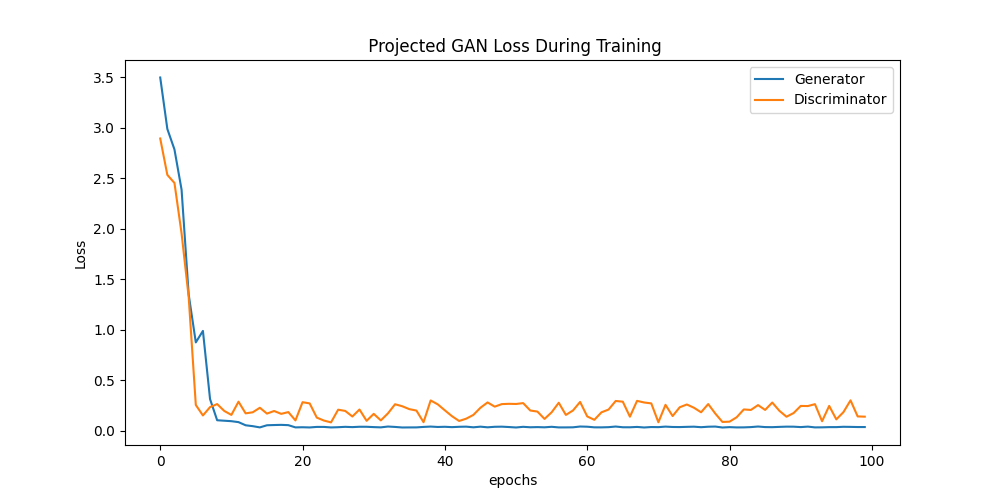 Projected GAN Loss During Training
Generator
Discriminator
3.5
3.0
2.5
2.0
1.5
1.0
0.5
0.0
Loss
0 20 40 60 80 100
epochs